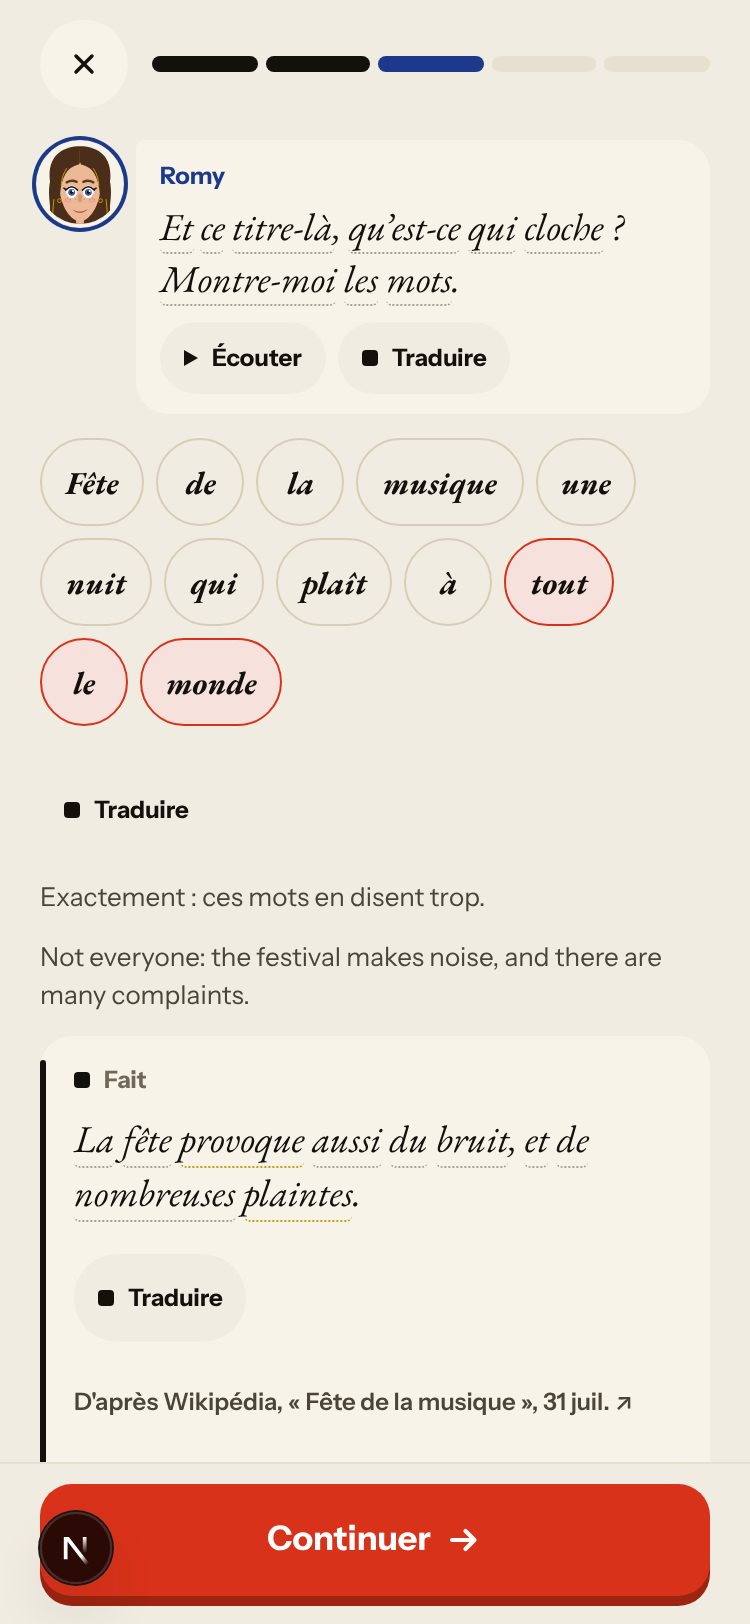 Romy
Et ce titre-là, qu’est-ce qui cloche ?
Montre-moi les mots.
Écouter Traduire
Fête de la musique une
nuit qui plaît à tout
le monde
Traduire
Exactement : ces mots en disent trop.
Not everyone: the festival makes noise, and there are
many complaints.
Fait
La fête provoque aussi du bruit, et de
nombreuses plaintes.
Traduire
D'après Wikipédia, « Fête de la musique », 31 juil. ↗
Continuer →
N